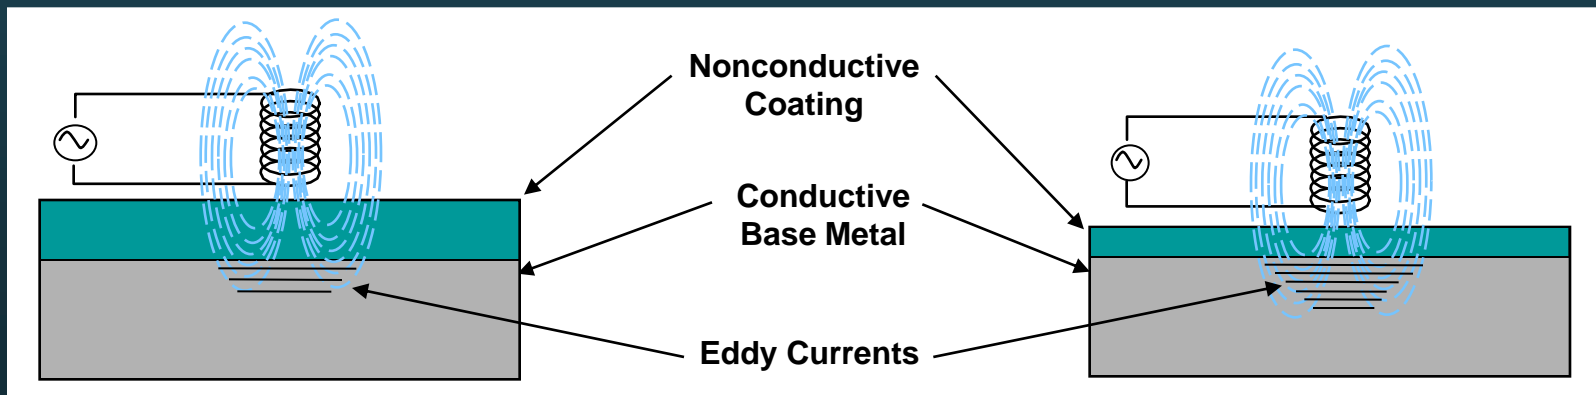 Nonconductive
Coating
Conductive
Base Metal
Eddy Currents